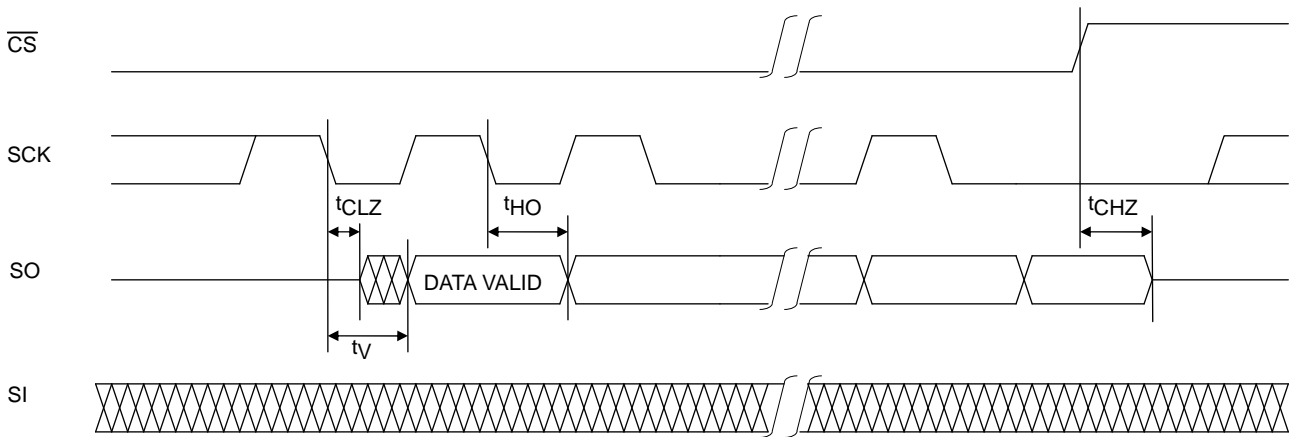 CS
SCK
tCLZ
tHO
tCHZ
SO
DATA VALID
tV
SI